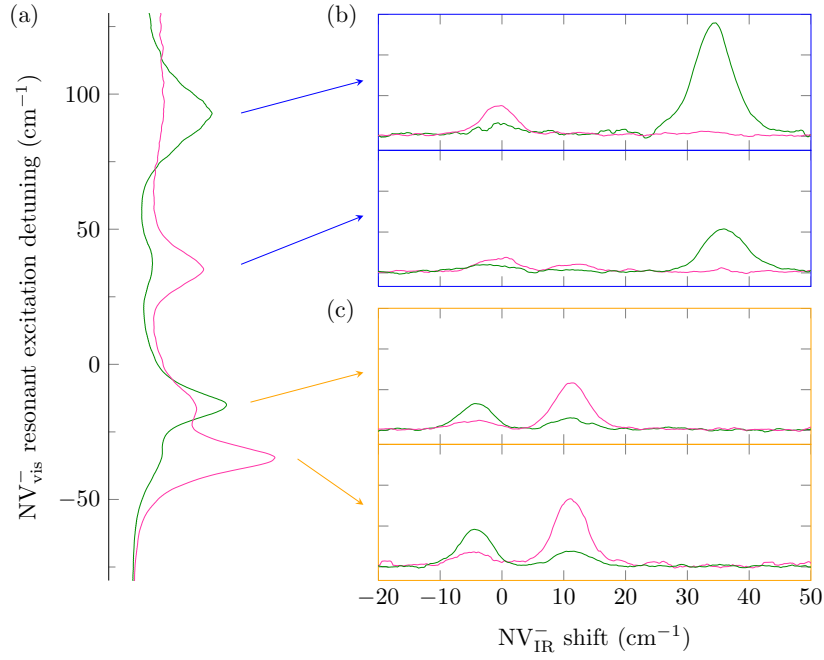 (a)
NV⁻vis resonant excitation detuning (cm⁻¹)
100
50
0
−50
(b)
(c)
−20 −10 0 10 20 30 40 50
NV⁻IR shift (cm⁻¹)